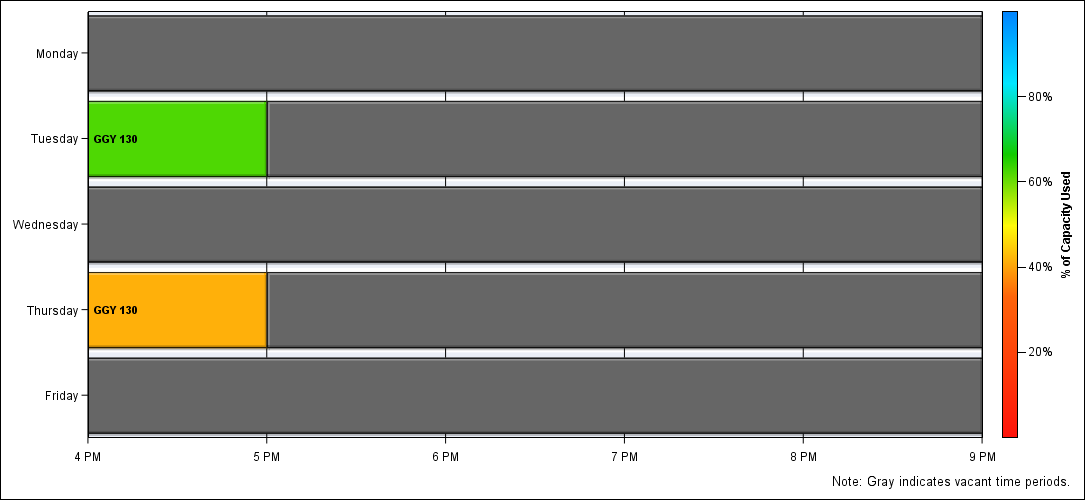 Monday
Tuesday
GGY 130
Wednesday
Thursday
GGY 130
Friday
4 PM
5 PM
6 PM
7 PM
8 PM
9 PM
80%
60%
40%
20%
% of Capacity Used
Note: Gray indicates vacant time periods.